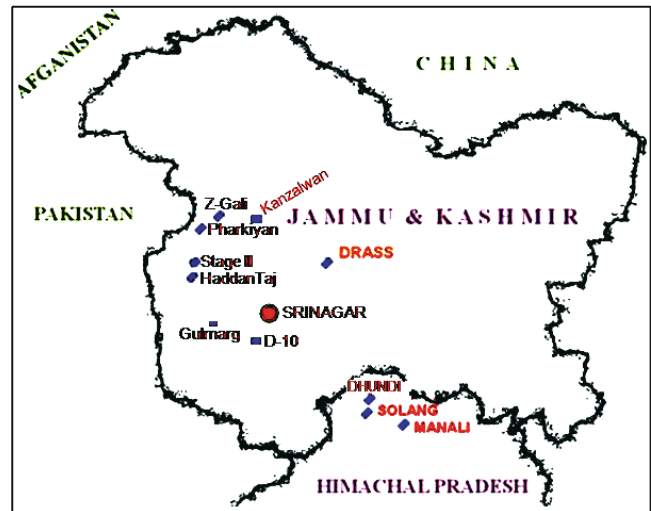 AFGANISTAN
CHINA
PAKISTAN
Z-Gali
Kanzalwan
JAMMU & KASHMIR
Pharkiyan
DRASS
Stage II
HaddanTaj
SRINAGAR
Gulmarg
D-10
DHUNDI
SOLANG
MANALI
HIMACHAL PRADESH